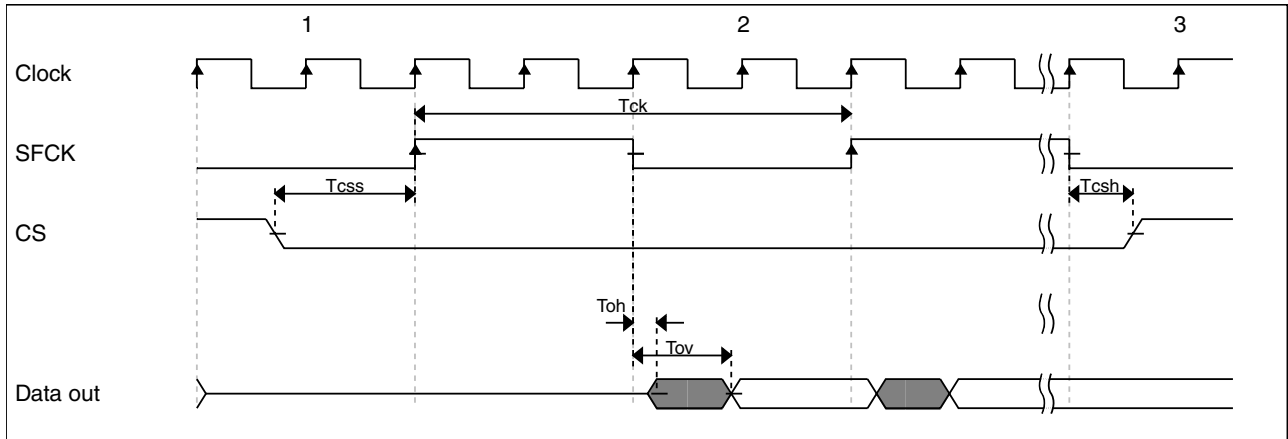 1 2 3
Clock
Tck
SFCK
Tcss Tcsh
CS
Toh
Tov
Data out